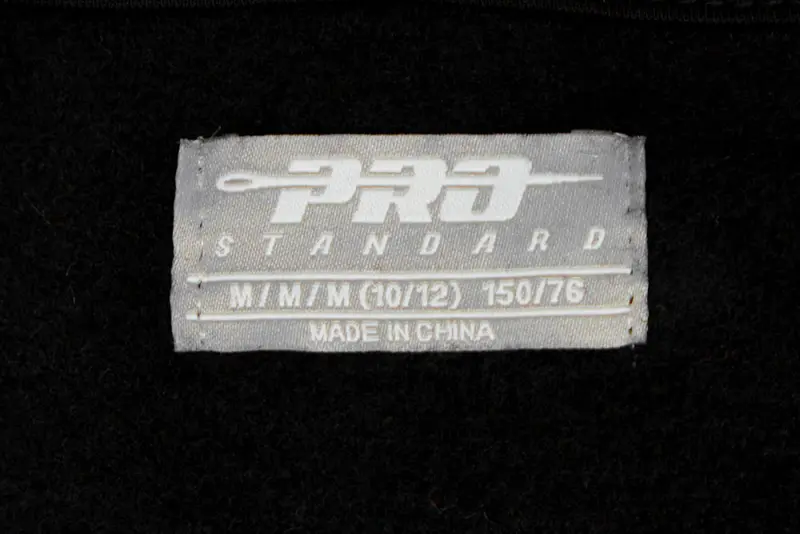 PRO
STANDARD
M/M/M (10/12) 150/76
MADE IN CHINA